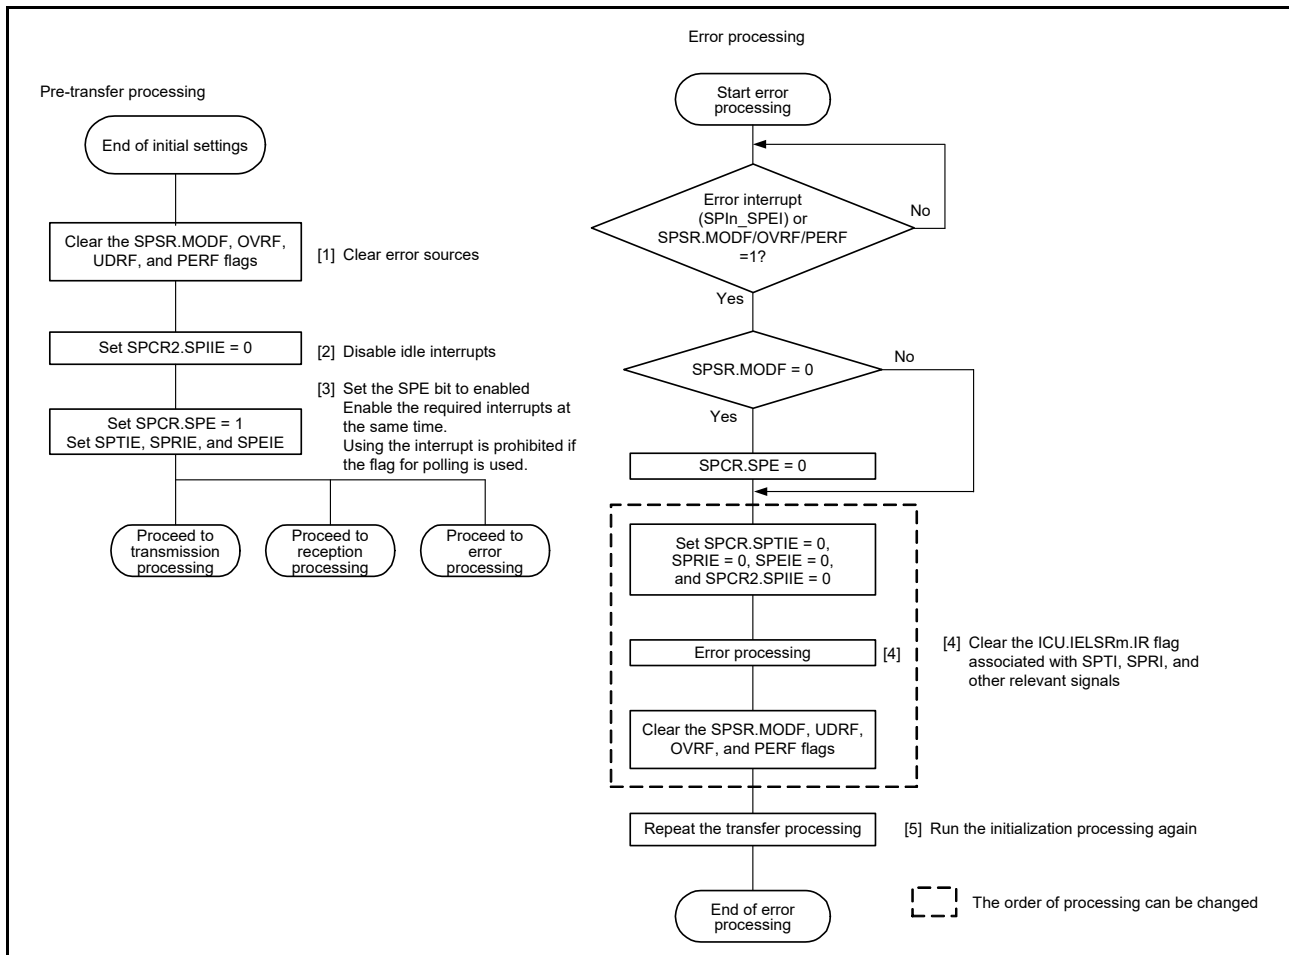 Pre-transfer processing
End of initial settings
Clear the SPSR.MODF, OVRF,
UDRF, and PERF flags
[1] Clear error sources
Set SPCR2.SPIIE = 0
[2] Disable idle interrupts
Set SPCR.SPE = 1
Set SPTIE, SPRIE, and SPEIE
[3] Set the SPE bit to enabled
Enable the required interrupts at
the same time.
Using the interrupt is prohibited if
the flag for polling is used.
Proceed to
transmission
processing
Proceed to
reception
processing
Proceed to
error
processing
Error processing
Start error
processing
Error interrupt
(SPIn_SPEI) or
SPSR.MODF/OVRF/PERF
=1?
No
Yes
SPSR.MODF = 0
No
Yes
SPCR.SPE = 0
Set SPCR.SPTIE = 0,
SPRIE = 0, SPEIE = 0,
and SPCR2.SPIIE = 0
Error processing
[4]
[4] Clear the ICU.IELSRm.IR flag
associated with SPTI, SPRI, and
other relevant signals
Clear the SPSR.MODF, UDRF,
OVRF, and PERF flags
Repeat the transfer processing
[5] Run the initialization processing again
End of error
processing
The order of processing can be changed